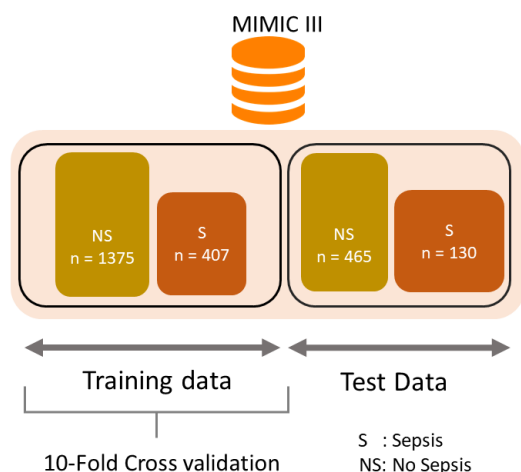 MIMIC III
NS
n = 1375
S
n = 407
NS
n = 465
S
n = 130
Training data
Test Data
10-Fold Cross validation
S : Sepsis
NS: No Sepsis